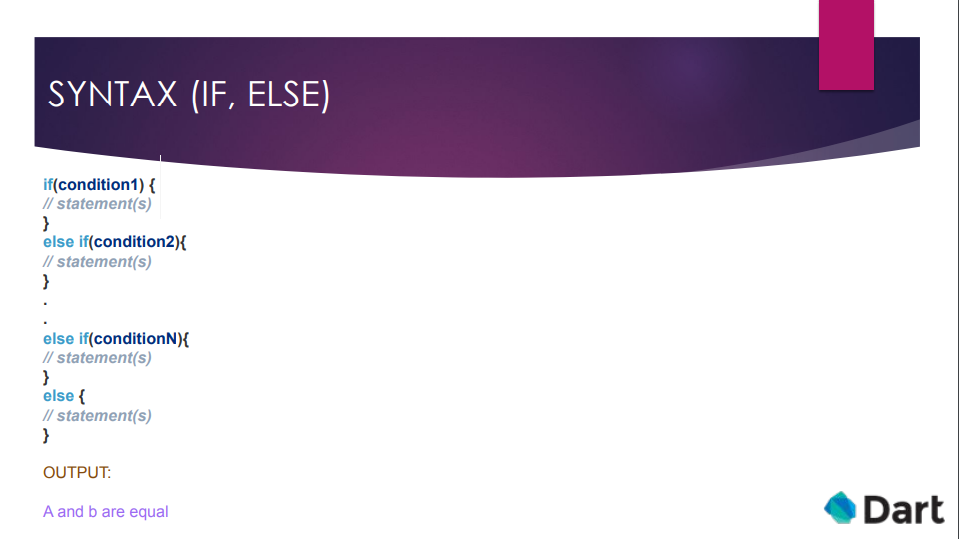 SYNTAX (IF, ELSE)
if(condition1) {
// statement(s)
}
else if(condition2){
// statement(s)
}
.
.
else if(conditionN){
// statement(s)
}
else {
// statement(s)
}
OUTPUT:
A and b are equal
Dart